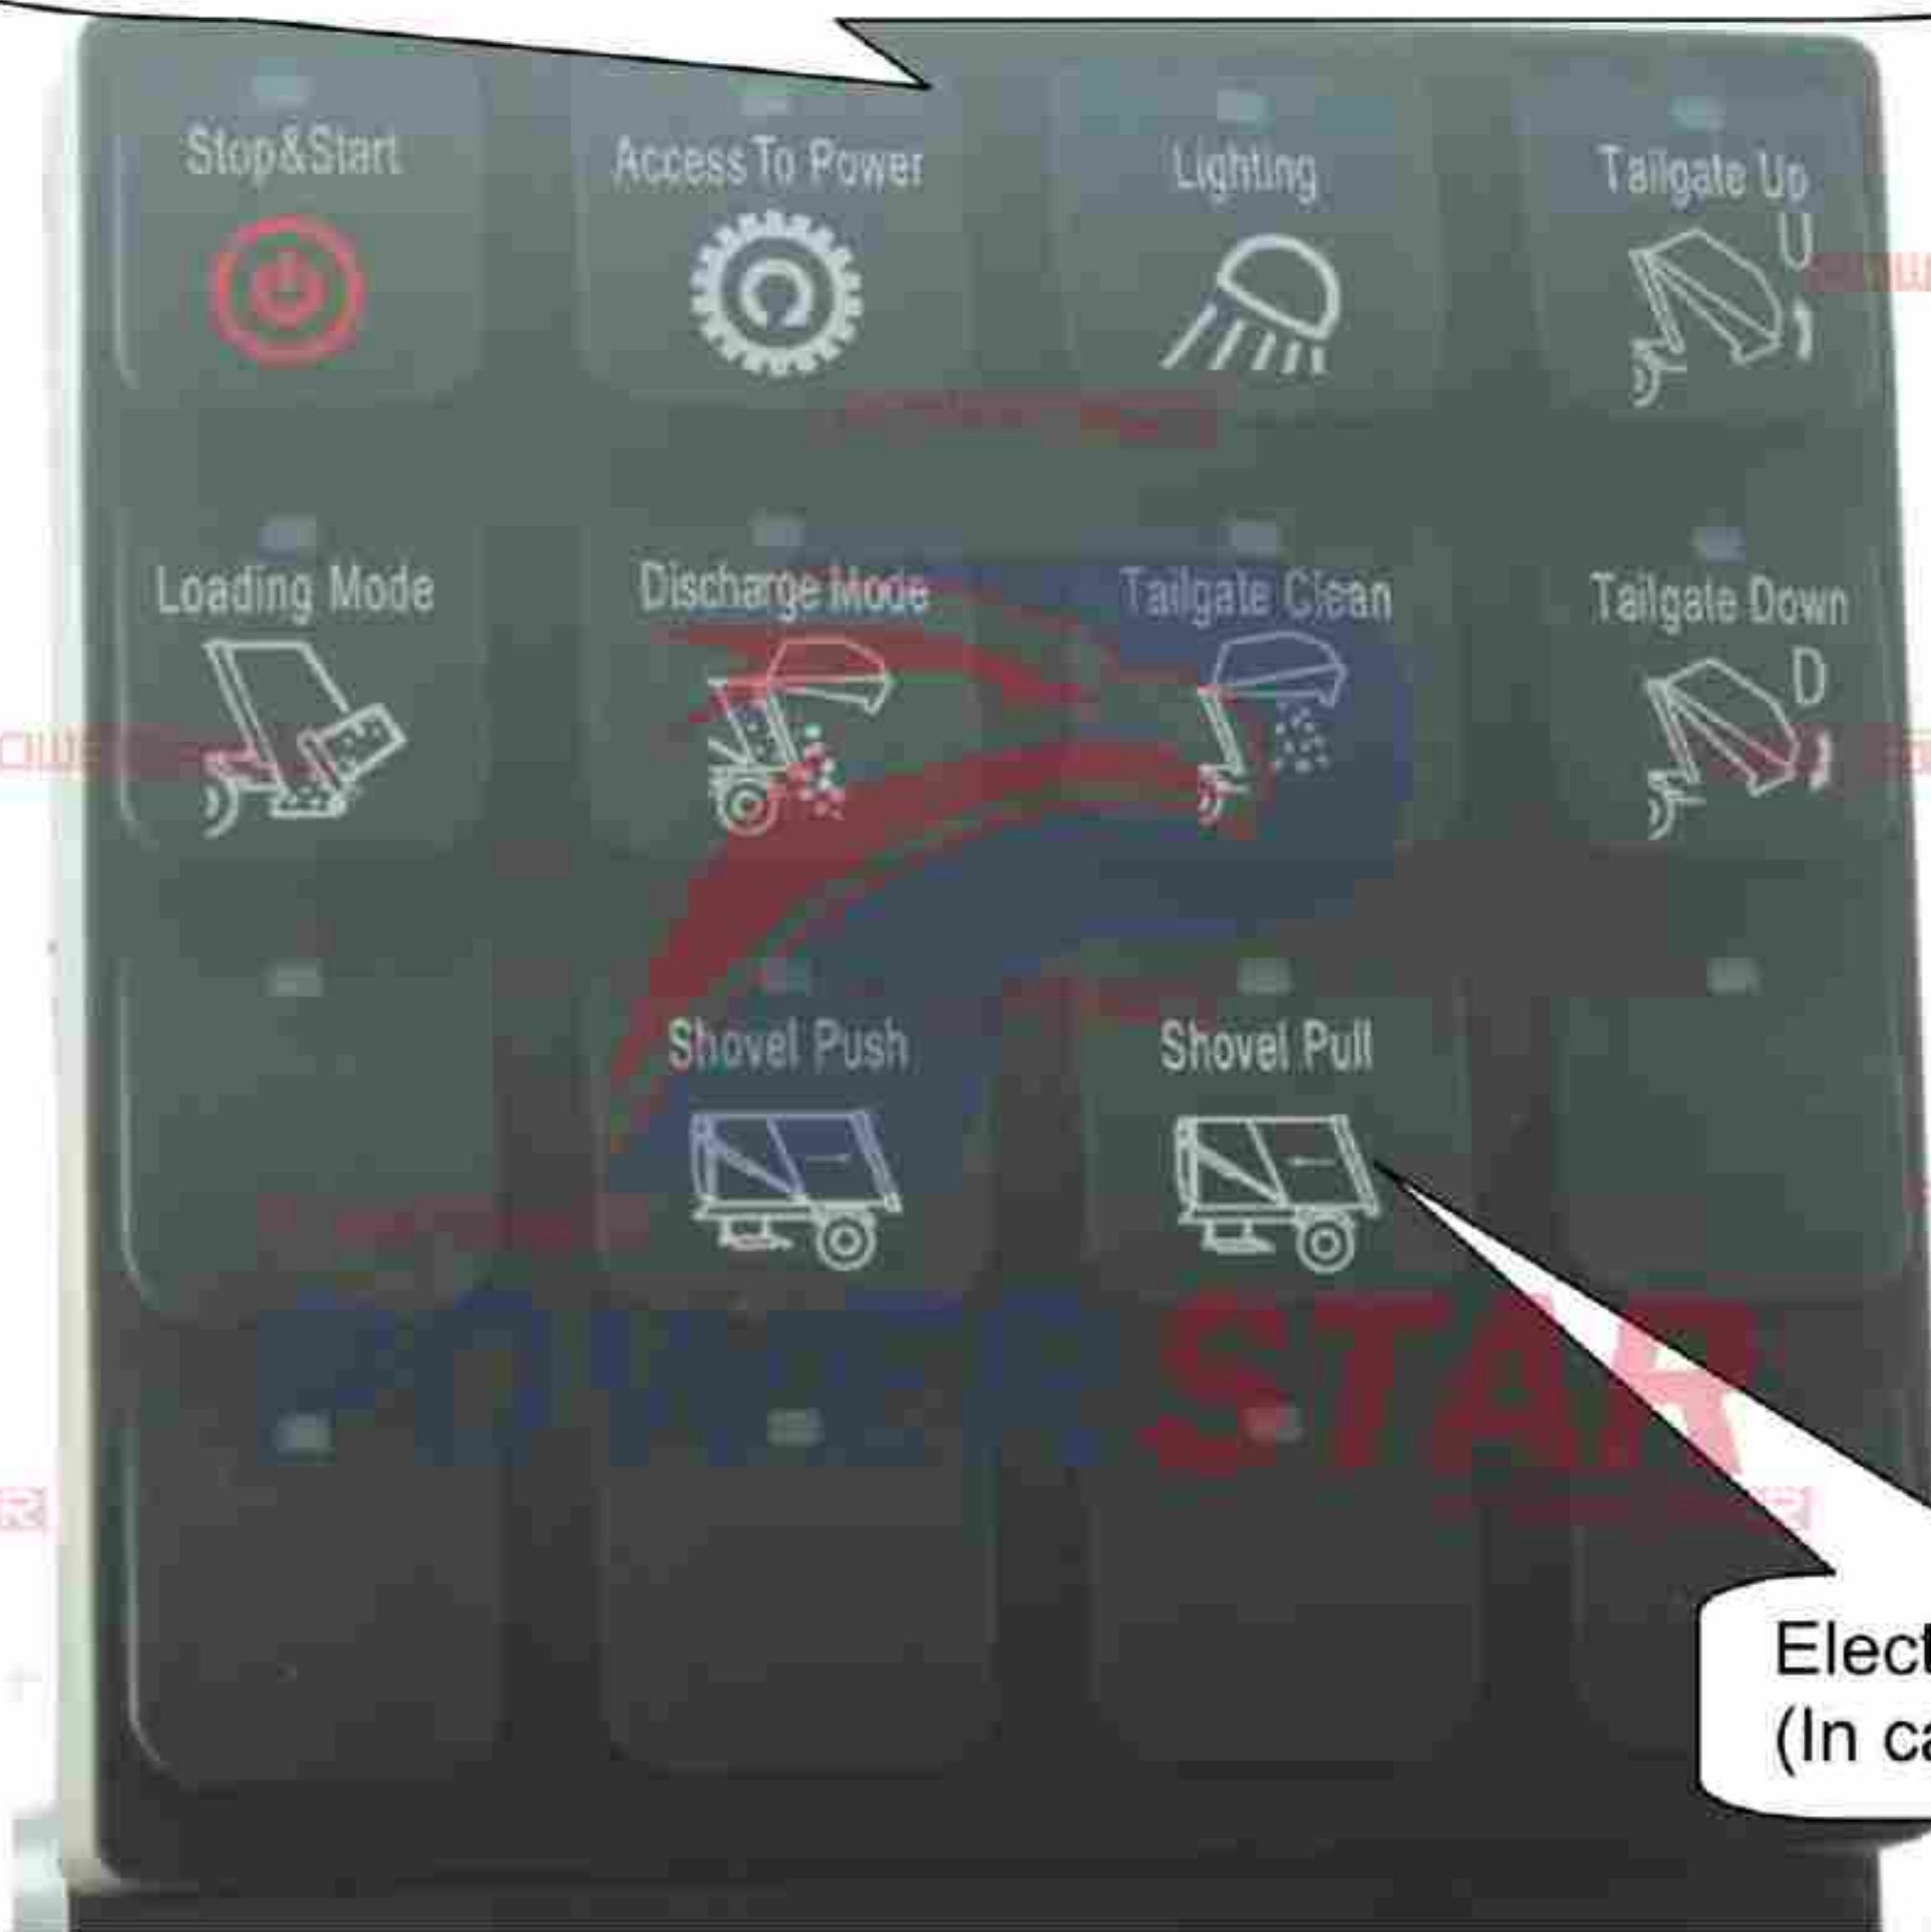 Stop&Start
Access To Power
Lighting
Tailgate Up
U
Loading Mode
Discharge Mode
Tailgate Clean
Tailgate Down
D
Shovel Push
Shovel Pull
POWER STAR
Elect
(In ca